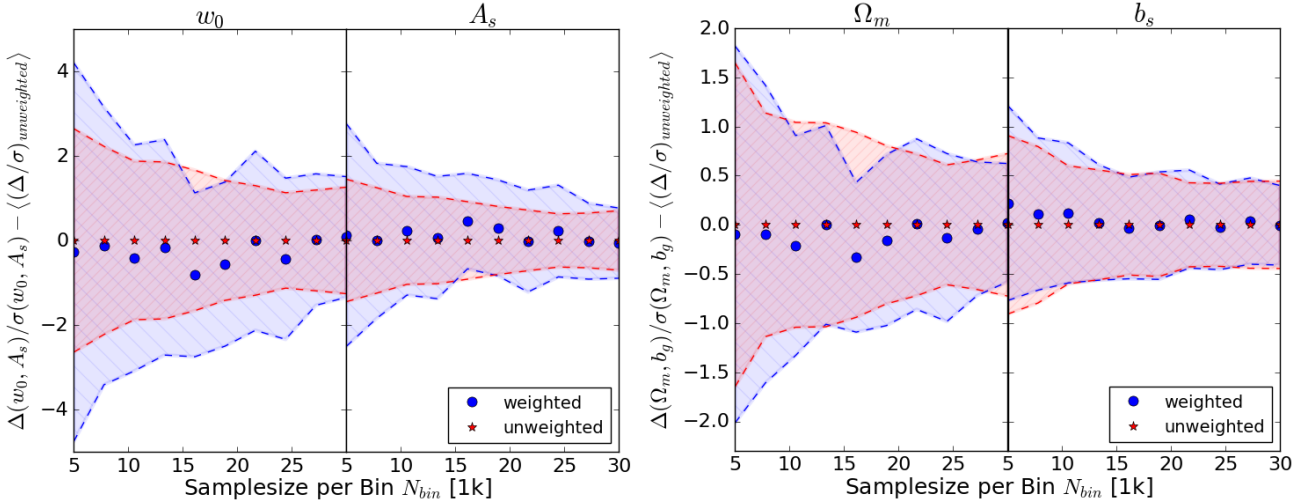 w₀ A_s
Δ(w₀, A_s)/σ(w₀, A_s) − ⟨(Δ/σ)_unweighted⟩
4
2
0
−2
−4
weighted
unweighted
5 10 15 20 25 5 10 15 20 25 30
Samplesize per Bin N_bin [1k]
Ω_m b_s
Δ(Ω_m, b_g)/σ(Ω_m, b_g) − ⟨(Δ/σ)_unweighted⟩
2.0
1.5
1.0
0.5
0.0
−0.5
−1.0
−1.5
−2.0
weighted
unweighted
5 10 15 20 25 5 10 15 20 25 30
Samplesize per Bin N_bin [1k]